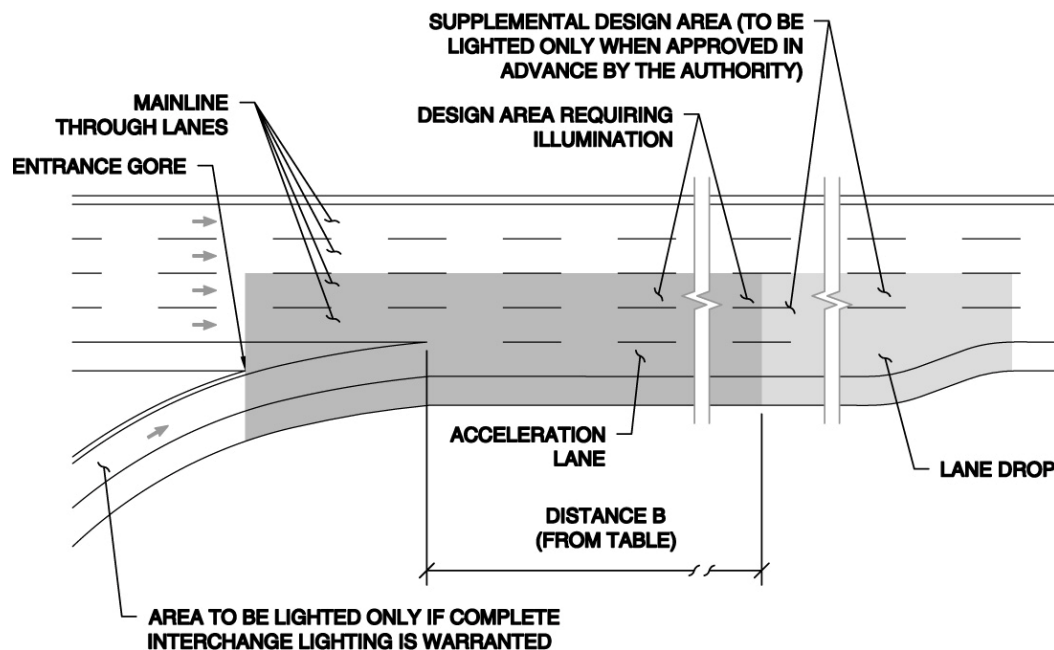 SUPPLEMENTAL DESIGN AREA (TO BE
LIGHTED ONLY WHEN APPROVED IN
ADVANCE BY THE AUTHORITY)
MAINLINE
THROUGH LANES
DESIGN AREA REQUIRING
ILLUMINATION
ENTRANCE GORE
ACCELERATION
LANE
LANE DROP
DISTANCE B
(FROM TABLE)
AREA TO BE LIGHTED ONLY IF COMPLETE
INTERCHANGE LIGHTING IS WARRANTED